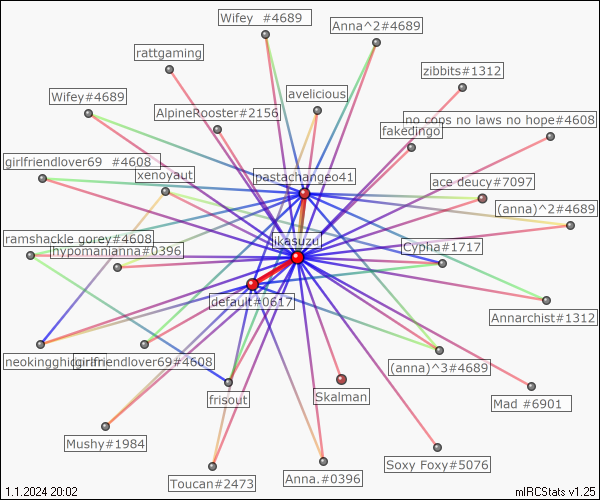 Wifey #4689
Anna^2#4689
rattgaming
zibbits#1312
Wifey#4689
avelicious
AlpineRooster#2156
no cops no laws no hope#4608
fakedingo
girlfriendlover69 #4608
xenoyaut
pastachangeo41
ace deucy#7097
(anna)^2#4689
ramshackle gorey#4608
hypomanianna#0396
jikasuzu
Cypha#1717
default#0617
Annarchist#1312
girlfriendlover69#4608
(anna)^3#4689
frisout
Skalman
Mad #6901
Mushy#1984
Soxy Foxy#5076
Toucan#2473
Anna.#0396
1.1.2024 20:02
mIRCStats v1.25